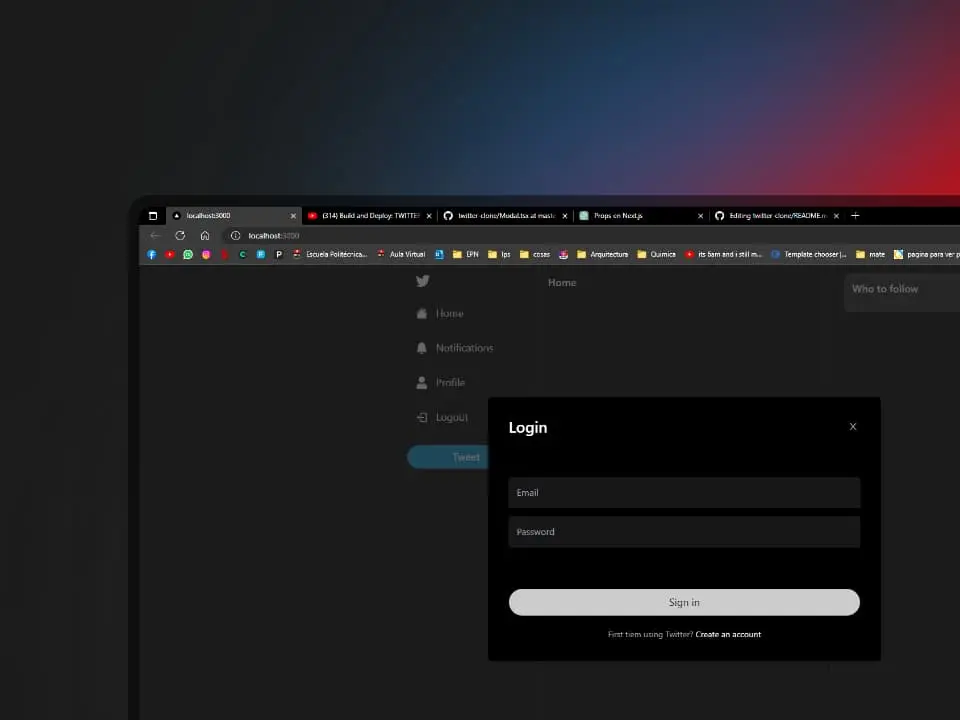 localhost:3000
(314) Build and Deploy: TWITTER
twitter-clone/Modal.tsx at maste
Props en Next.js
Editing twitter-clone/README.m
localhost:3000
Escuela Politécnica... Aula Virtual EPN Ips cosas Arquitectura Quimica its 6am and i still m... Template chooser |... mate pagina para ver p
Home
Who to follow
Home
Notifications
Profile
Logout
Tweet
Login
X
Email
Password
Sign in
First tiem using Twitter? Create an account